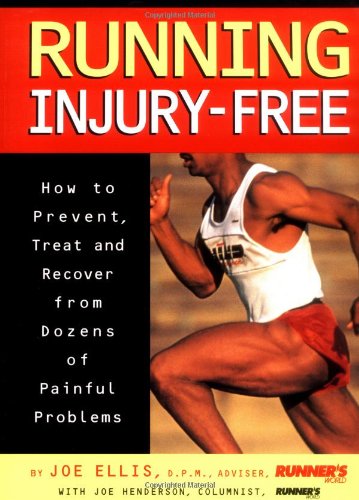 RUNNING
INJURY-FREE
How to
Prevent,
Treat and
Recover
from
Dozens
of
Painful
Problems
BY JOE ELLIS, D.P.M., ADVISER, RUNNER'S WORLD
WITH JOE HENDERSON, COLUMNIST, RUNNER'S WORLD